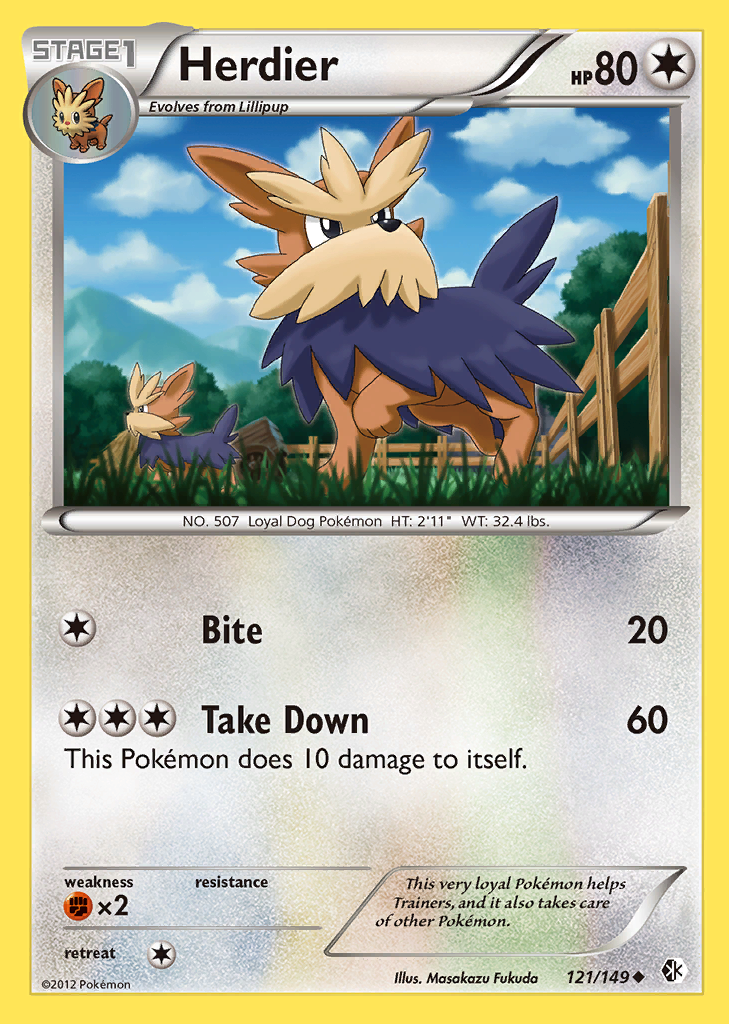 STAGE1
Herdier
HP80
Evolves from Lillipup
NO. 507 Loyal Dog Pokémon HT: 2'11" WT: 32.4 lbs.
Bite 20
Take Down 60
This Pokémon does 10 damage to itself.
weakness resistance
×2
This very loyal Pokémon helps
Trainers, and it also takes care
of other Pokémon.
retreat
©2012 Pokémon
Illus. Masakazu Fukuda 121/149